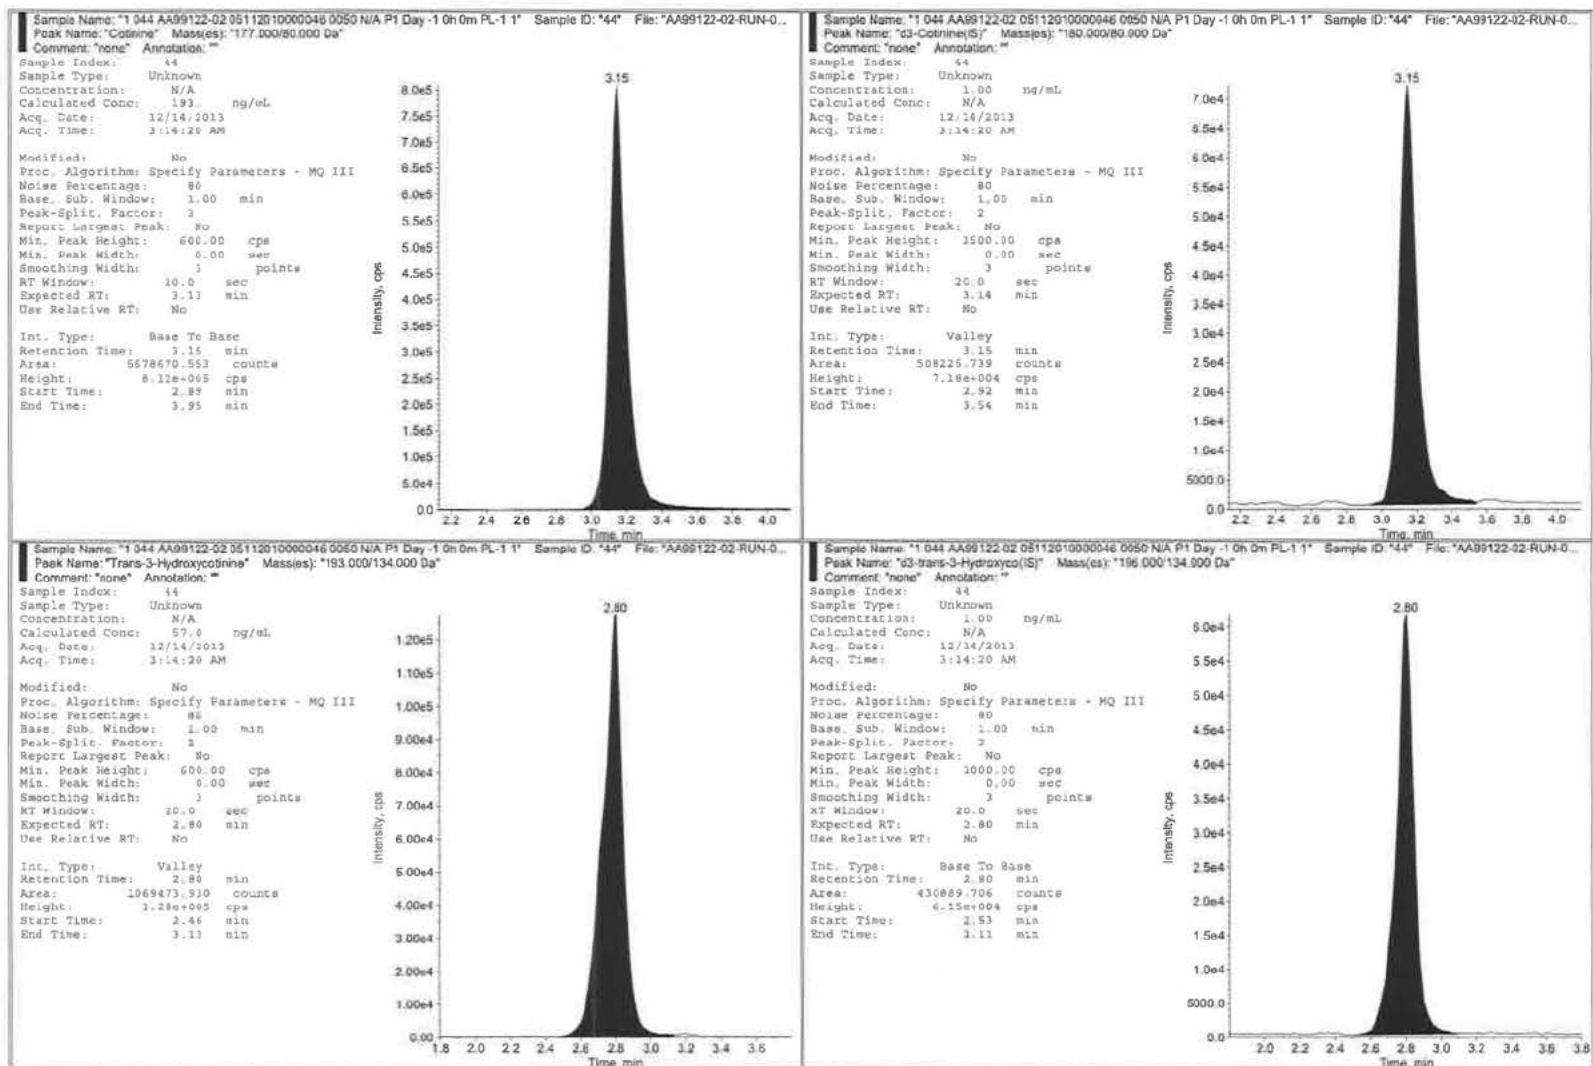 Sample Name: "1 044 AA99122-02 05112010000046 0050 N/A P1 Day -1 0h 0m PL-1 1" Sample ID: "44" File: "AA99122-02-RUN-0...
Peak Name: "Cotinine" Mass(es): "177.000/80.000 Da"
Comment: "none" Annotation: ""
Sample Index: 44
Sample Type: Unknown
Concentration: N/A
Calculated Conc: 193. ng/mL
Acq. Date: 12/14/2013
Acq. Time: 3:14:20 AM
Modified: No
Proc. Algorithm: Specify Parameters - MQ III
Noise Percentage: 80
Base. Sub. Window: 1.00 min
Peak-Split. Factor:
Report Largest Peak: No
Min. Peak Height: 600.00 cps
Min. Peak Width: 0.00 sec
Smoothing Width: points
RT Window: sec
Expected RT: min
Use Relative RT: No
Int. Type: Base To Base
Retention Time: 3.15 min
Area: counts
Height: 8.12e+005 cps
Start Time: 2.89 min
End Time: 3.95 min
3.15
8.0e5
7.5e5
7.0e5
6.5e5
6.0e5
5.5e5
5.0e5
4.5e5
4.0e5
3.5e5
3.0e5
2.5e5
2.0e5
1.5e5
1.0e5
5.0e4
0.0
Intensity, cps
2.2 2.4 2.6 2.8 3.0 3.2 3.4 3.6 3.8 4.0
Time, min
Sample Name: "1 044 AA99122-02 05112010000046 0050 N/A P1 Day -1 0h 0m PL-1 1" Sample ID: "44" File: "AA99122-02-RUN-0...
Peak Name: "d3-Cotinine(IS)" Mass(es): "180.000/80.000 Da"
Comment: "none" Annotation: ""
Sample Index: 44
Sample Type: Unknown
Concentration: 1.00 ng/mL
Calculated Conc: N/A
Acq. Date: 12/14/2013
Acq. Time: 3:14:20 AM
Modified: No
Proc. Algorithm: Specify Parameters - MQ III
Noise Percentage: 80
Base. Sub. Window: 1.00 min
Peak-Split. Factor: 2
Report Largest Peak: No
Min. Peak Height: cps
Min. Peak Width: 0.00 sec
Smoothing Width: 3 points
RT Window: 20.0 sec
Expected RT: 3.14 min
Use Relative RT: No
Int. Type: Valley
Retention Time: 3.15 min
Area: 508225.739 counts
Height: 7.18e+004 cps
Start Time: 2.92 min
End Time: 3.54 min
3.15
7.0e4
6.5e4
6.0e4
5.5e4
5.0e4
4.5e4
4.0e4
3.5e4
3.0e4
2.5e4
2.0e4
1.5e4
1.0e4
5000.0
0.0
Intensity, cps
2.2 2.4 2.6 2.8 3.0 3.2 3.4 3.6 3.8 4.0
Time, min
Sample Name: "1 044 AA99122-02 05112010000046 0050 N/A P1 Day -1 0h 0m PL-1 1" Sample ID: "44" File: "AA99122-02-RUN-0...
Peak Name: "Trans-3-Hydroxycotinine" Mass(es): "193.000/134.000 Da"
Comment: "none" Annotation: ""
Sample Index: 44
Sample Type: Unknown
Concentration: N/A
Calculated Conc: 57.0 ng/mL
Acq. Date: 12/14/2013
Acq. Time: 3:14:20 AM
Modified: No
Proc. Algorithm: Specify Parameters - MQ III
Noise Percentage:
Base. Sub. Window: 1.00 min
Peak-Split. Factor:
Report Largest Peak: No
Min. Peak Height: 600.00 cps
Min. Peak Width: 0.00 sec
Smoothing Width: points
RT Window: 20.0 sec
Expected RT: 2.80 min
Use Relative RT: No
Int. Type: Valley
Retention Time: 2.80 min
Area: counts
Height: 1.28e+005 cps
Start Time: 2.46 min
End Time: min
2.80
1.20e5
1.10e5
1.00e5
9.00e4
8.00e4
7.00e4
6.00e4
5.00e4
4.00e4
3.00e4
2.00e4
1.00e4
0.00
Intensity, cps
1.8 2.0 2.2 2.4 2.6 2.8 3.0 3.2 3.4 3.6
Time, min
Sample Name: "1 044 AA99122-02 05112010000046 0050 N/A P1 Day -1 0h 0m PL-1 1" Sample ID: "44" File: "AA99122-02-RUN-0...
Peak Name: "d3-trans-3-Hydroxyco(IS)" Mass(es): "196.000/134.000 Da"
Comment: "none" Annotation: ""
Sample Index: 44
Sample Type: Unknown
Concentration: 1.00 ng/mL
Calculated Conc: N/A
Acq. Date: 12/14/2013
Acq. Time: 3:14:20 AM
Modified: No
Proc. Algorithm: Specify Parameters - MQ III
Noise Percentage: 80
Base. Sub. Window: 1.00 min
Peak-Split. Factor:
Report Largest Peak: No
Min. Peak Height: cps
Min. Peak Width: 0.00 sec
Smoothing Width: 3 points
RT Window: 20.0 sec
Expected RT: 2.80 min
Use Relative RT: No
Int. Type: Base To Base
Retention Time: 2.80 min
Area: 430889.706 counts
Height: 6.15e+004 cps
Start Time: 2.53 min
End Time: min
2.80
6.0e4
5.5e4
5.0e4
4.5e4
4.0e4
3.5e4
3.0e4
2.5e4
2.0e4
1.5e4
1.0e4
5000.0
0.0
Intensity, cps
2.0 2.2 2.4 2.6 2.8 3.0 3.2 3.4 3.6 3.8
Time, min